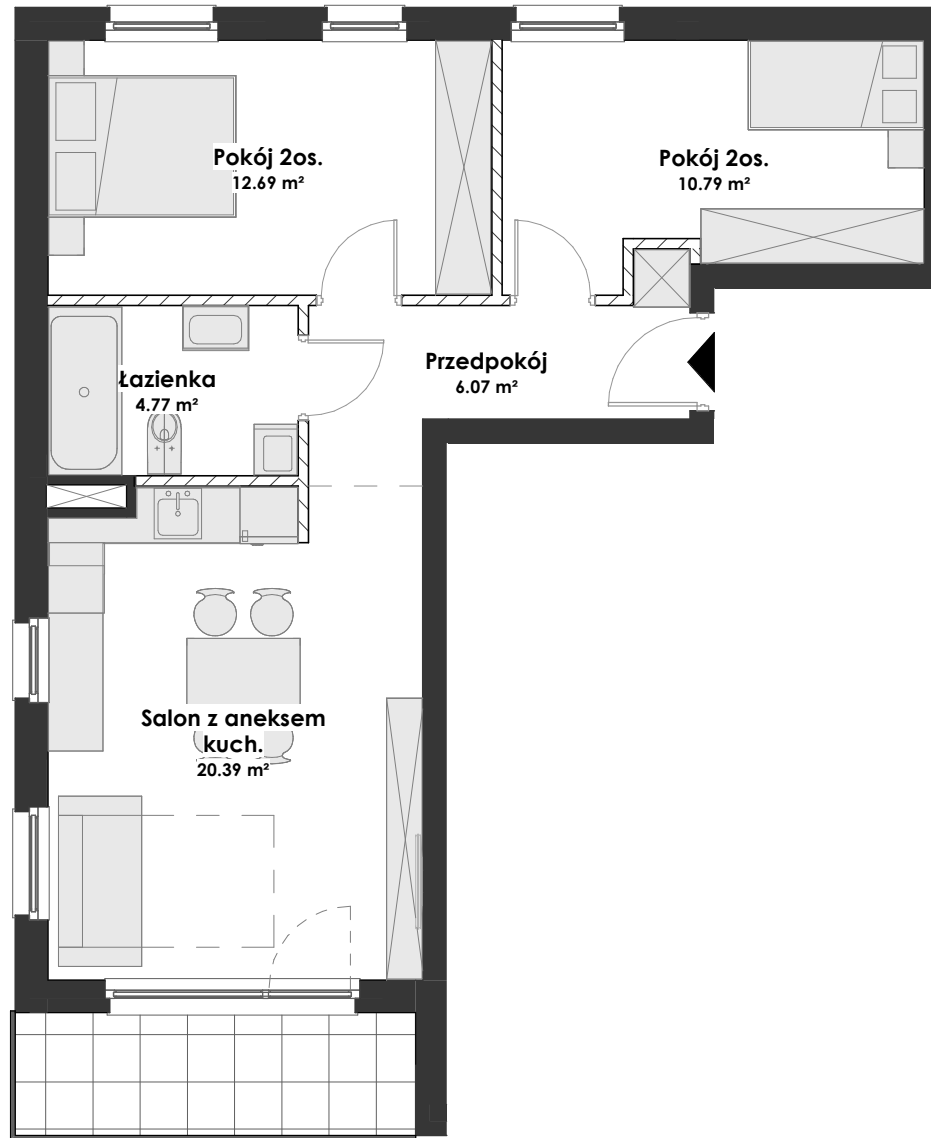 Pokój 2os.
12.69 m²
Pokój 2os.
10.79 m²
Łazienka
4.77 m²
Przedpokój
6.07 m²
Salon z aneksem
kuch.
20.39 m²